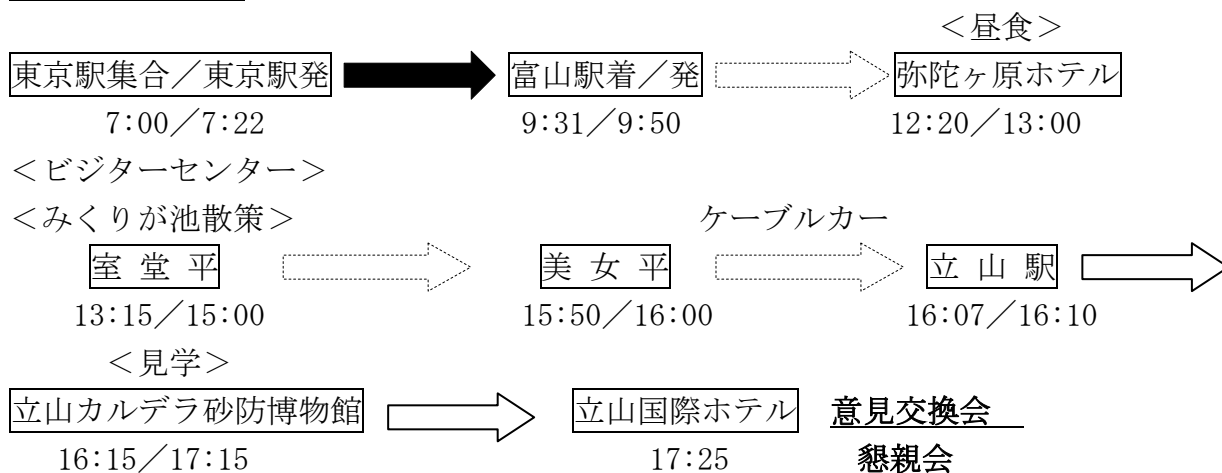 ＜昼食＞
東京駅集合／東京駅発 富山駅着／発 弥陀ヶ原ホテル
7:00／7:22 9:31／9:50 12:20／13:00
＜ビジターセンター＞
＜みくりが池散策＞ ケーブルカー
室 堂 平 美 女 平 立 山 駅
13:15／15:00 15:50／16:00 16:07／16:10
＜見学＞
立山カルデラ砂防博物館 立山国際ホテル 意見交換会
16:15／17:15 17:25 懇親会